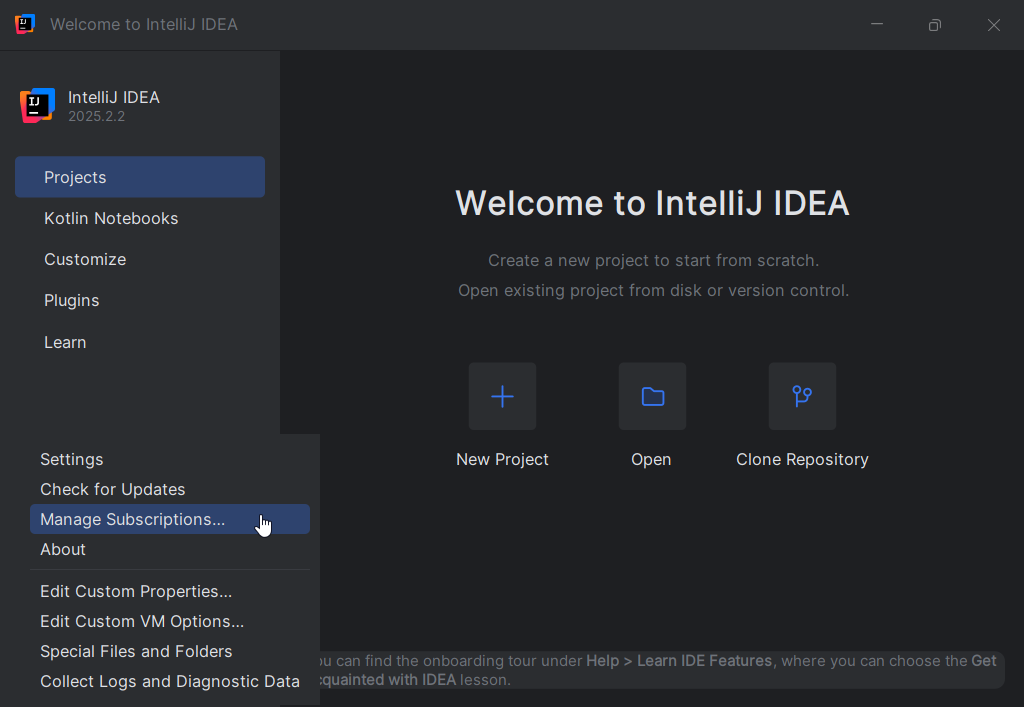 Welcome to IntelliJ IDEA
IntelliJ IDEA
2025.2.2
Projects
Kotlin Notebooks
Customize
Plugins
Learn
Settings
Check for Updates
Manage Subscriptions...
About
Edit Custom Properties...
Edit Custom VM Options...
Special Files and Folders
Collect Logs and Diagnostic Data
Welcome to IntelliJ IDEA
Create a new project to start from scratch.
Open existing project from disk or version control.
New Project
Open
Clone Repository
can find the onboarding tour under Help > Learn IDE Features, where you can choose the Get
with IDEA lesson.